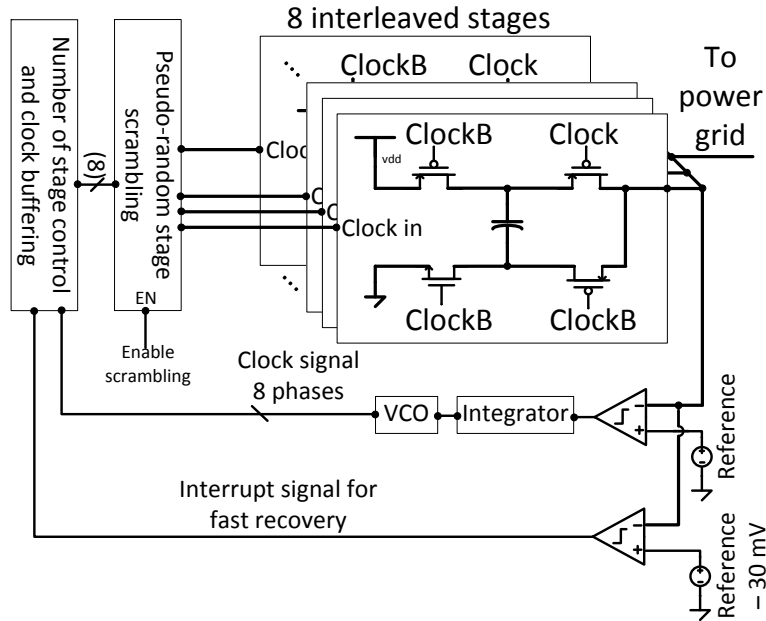 8 interleaved stages
Number of stage control
and clock buffering
(8)
Pseudo-random stage
scrambling
EN
Enable
scrambling
ClockB
Clock
To
power
grid
Cloc
C
C
vdd
ClockB
Clock
Clock in
ClockB
ClockB
Clock signal
8 phases
VCO
Integrator
Reference
Interrupt signal for
fast recovery
Reference
– 30 mV